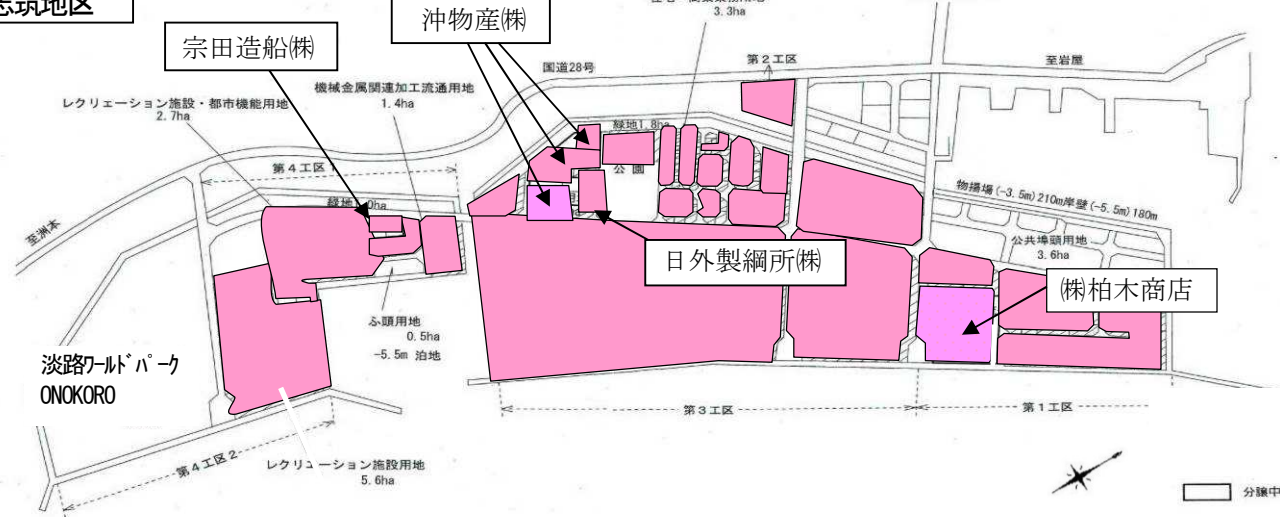 志筑地区
沖物産㈱
3.3ha
宗田造船㈱
国道28号
第2工区
至岩屋
機械金属関連加工流通用地
1.4ha
レクリェーション施設・都市機能用地
2.7ha
緑地1.8ha
公園
第4工区1
物揚場(-3.5m)210m岸壁(-5.5m)180m
至洲本
公共埠頭用地
3.6ha
日外製綱所㈱
㈱柏木商店
ふ頭用地
0.5ha
-5.5m 泊地
淡路ワールドパーク
ONOKORO
第3工区
第1工区
第4工区2
レクリェーション施設用地
5.6ha
分譲中